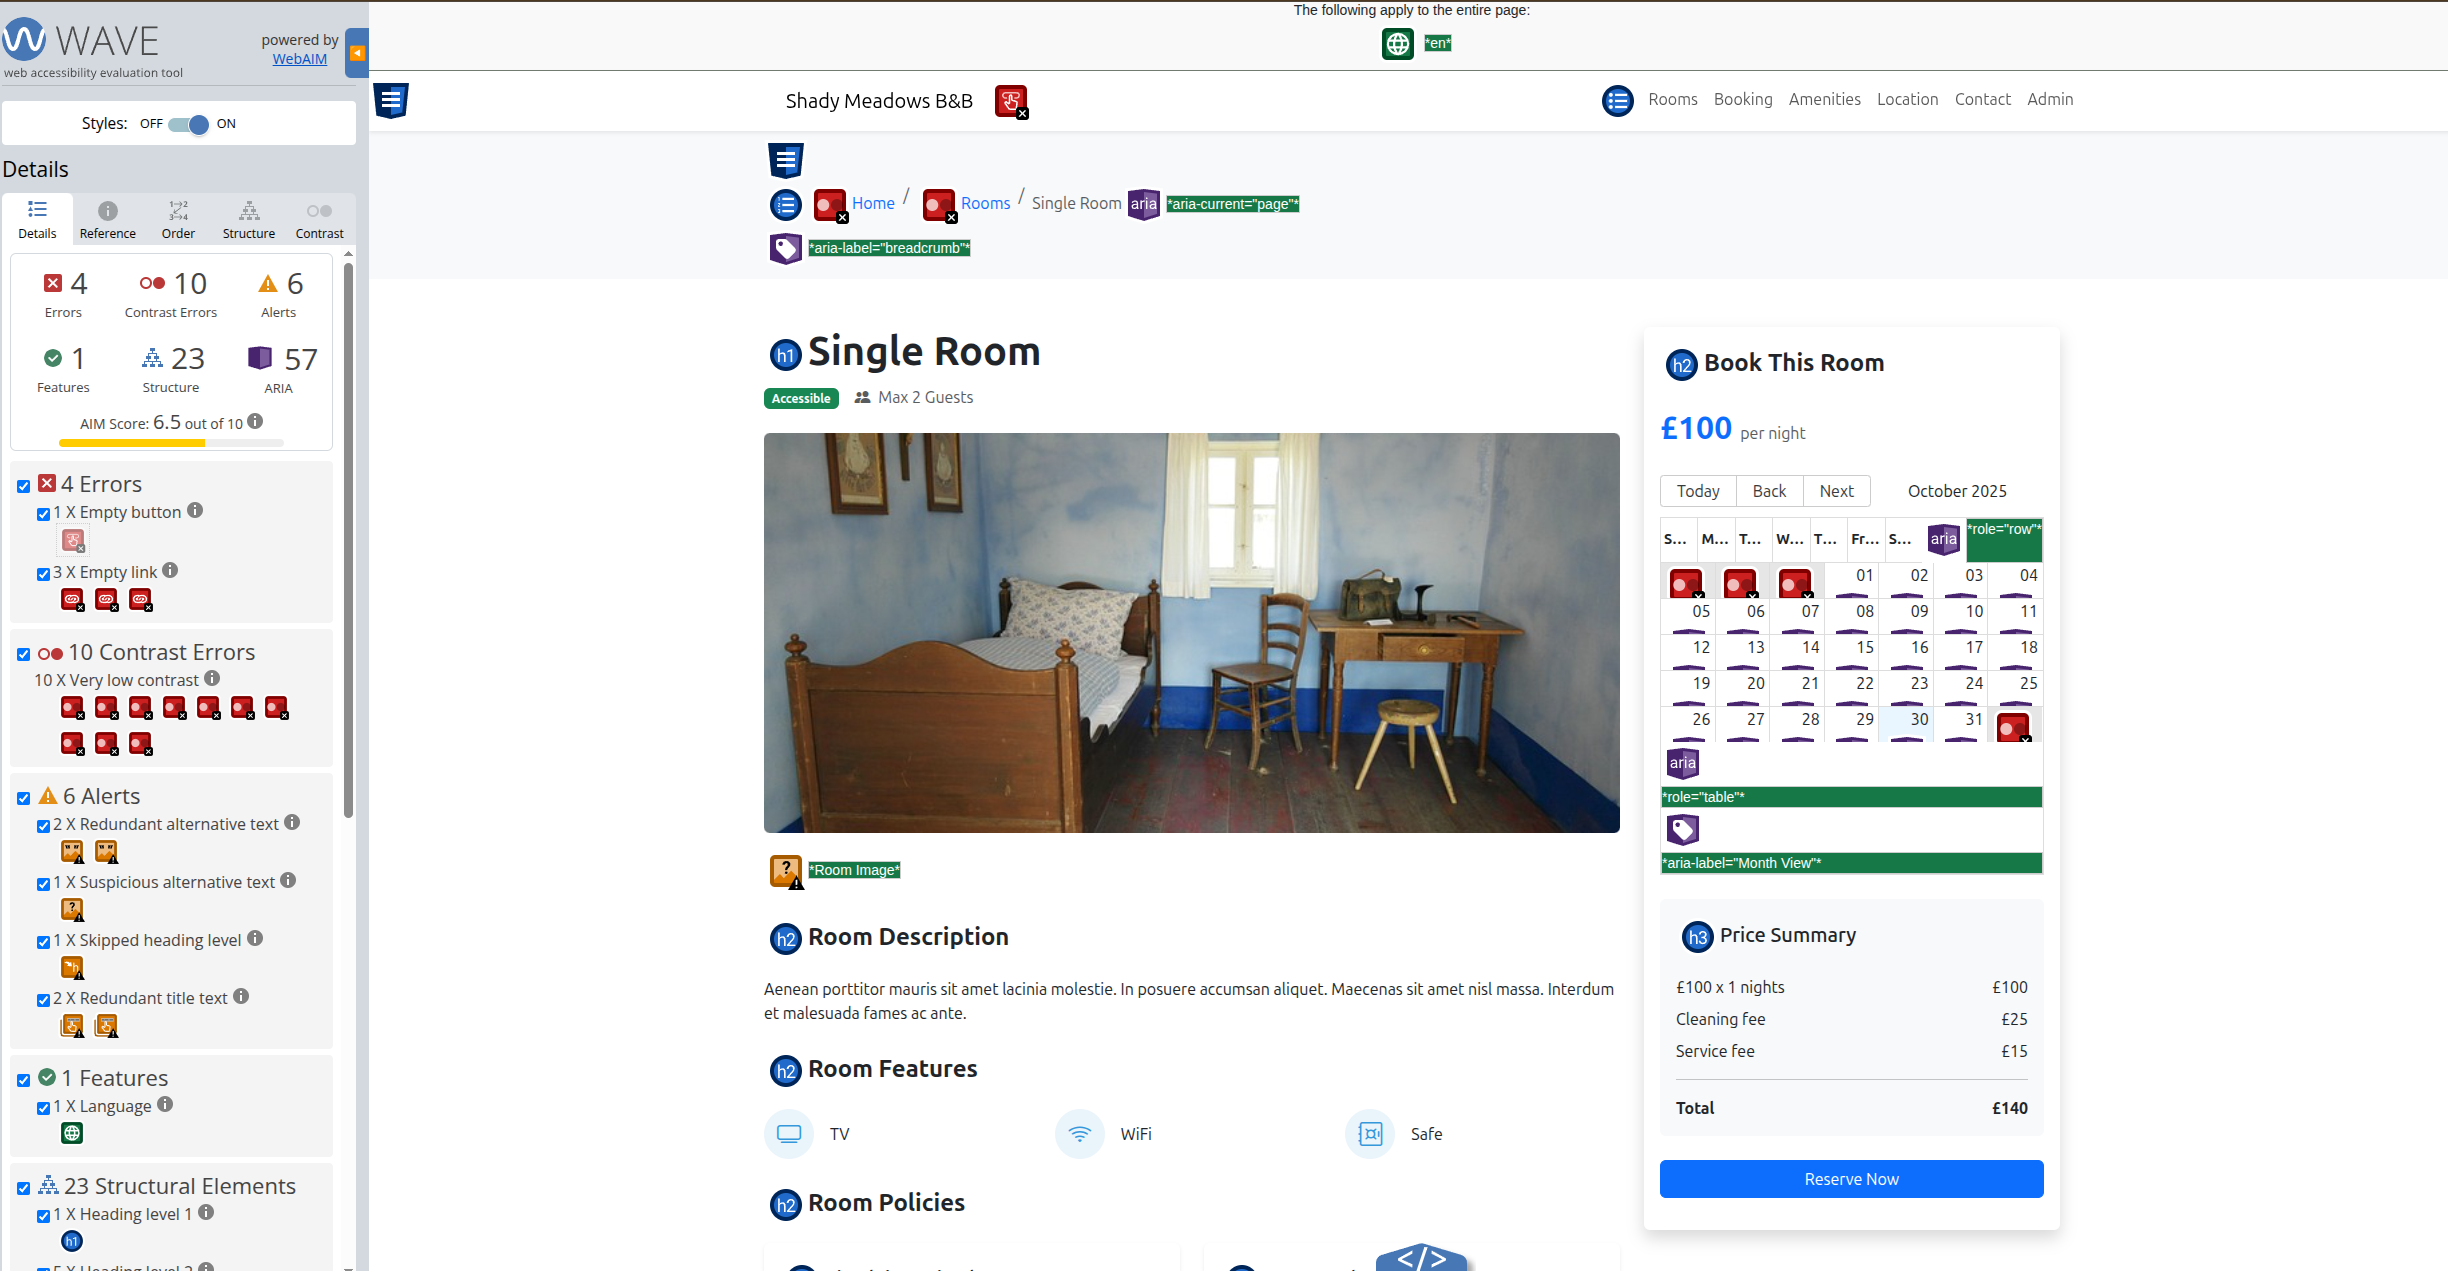 WAVE
web accessibility evaluation tool
powered by
WebAIM
Styles: OFF ON
Details
Details Reference Order Structure Contrast
4 Errors
10 Contrast Errors
6 Alerts
1 Features
23 Structure
57 ARIA
AIM Score: 6.5 out of 10
4 Errors
1 X Empty button
3 X Empty link
10 Contrast Errors
10 X Very low contrast
6 Alerts
2 X Redundant alternative text
1 X Suspicious alternative text
1 X Skipped heading level
2 X Redundant title text
1 Features
1 X Language
23 Structural Elements
1 X Heading level 1
h1
The following apply to the entire page:
*en*
Shady Meadows B&B
Rooms Booking Amenities Location Contact Admin
Home / Rooms / Single Room aria *aria-current="page"*
*aria-label="breadcrumb"*
h1 Single Room
Accessible Max 2 Guests
*Room Image*
h2 Room Description
Aenean porttitor mauris sit amet lacinia molestie. In posuere accumsan aliquet. Maecenas sit amet nisl massa. Interdum
et malesuada fames ac ante.
h2 Room Features
TV WiFi Safe
h2 Room Policies
</>
h2 Book This Room
£100 per night
Today Back Next October 2025
S... M... T... W... T... Fr... S... aria *role="row"*
01 02 03 04
05 06 07 08 09 10 11
12 13 14 15 16 17 18
19 20 21 22 23 24 25
26 27 28 29 30 31
aria
*role="table"*
*aria-label="Month View"*
h3 Price Summary
£100 x 1 nights £100
Cleaning fee £25
Service fee £15
Total £140
Reserve Now